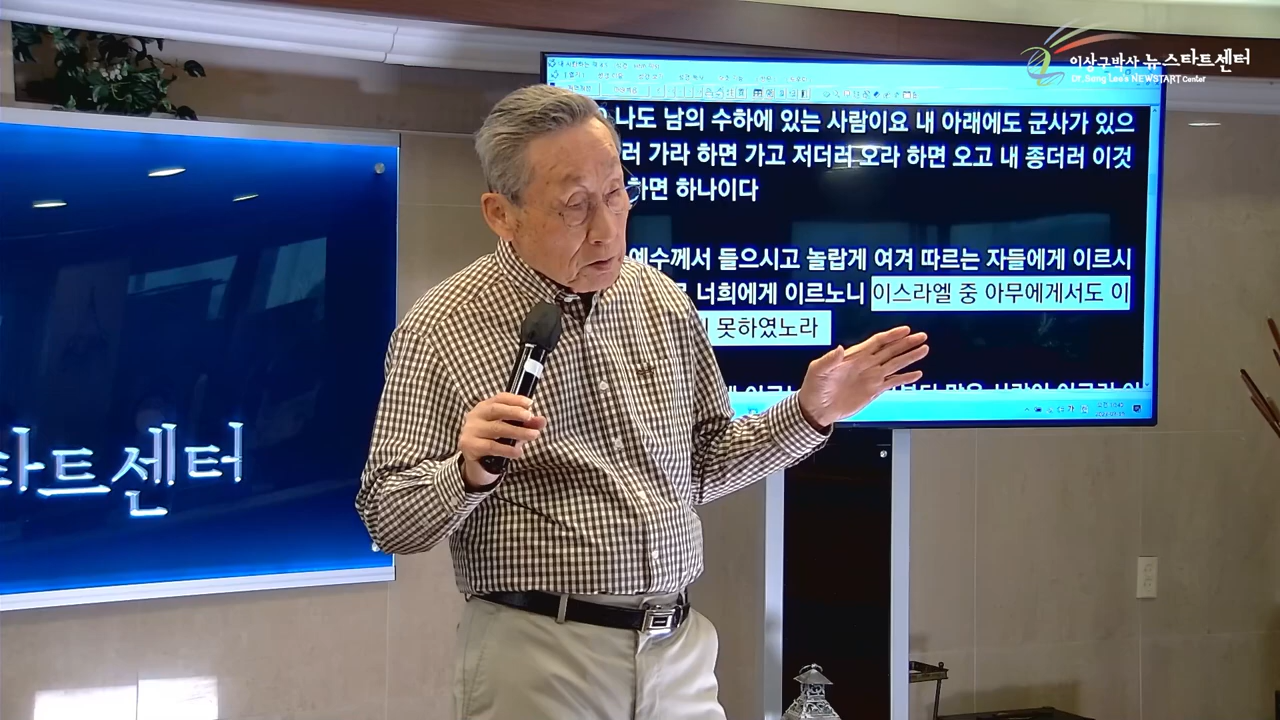 이상구박사 뉴스타트센터
Dr. Sang Lee's NEWSTART Center
나도 남의 수하에 있는 사람이요 내 아래에도 군사가 있으
러 가라 하면 가고 저더러 오라 하면 오고 내 종더러 이것
하면 하나이다
예수께서 들으시고 놀랍게 여겨 따르는 자들에게 이르시
너희에게 이르노니 이스라엘 중 아무에게서도 이
못하였노라
타트센터